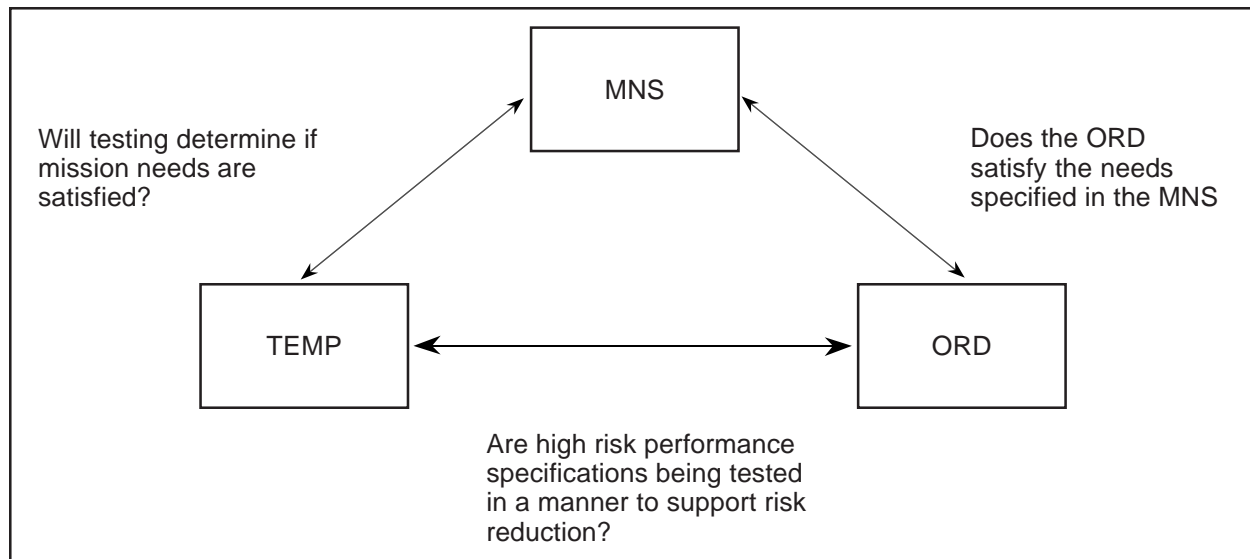 MNS
Will testing determine if
mission needs are
satisfied?
Does the ORD
satisfy the needs
specified in the MNS
TEMP
ORD
Are high risk performance
specifications being tested
in a manner to support risk
reduction?